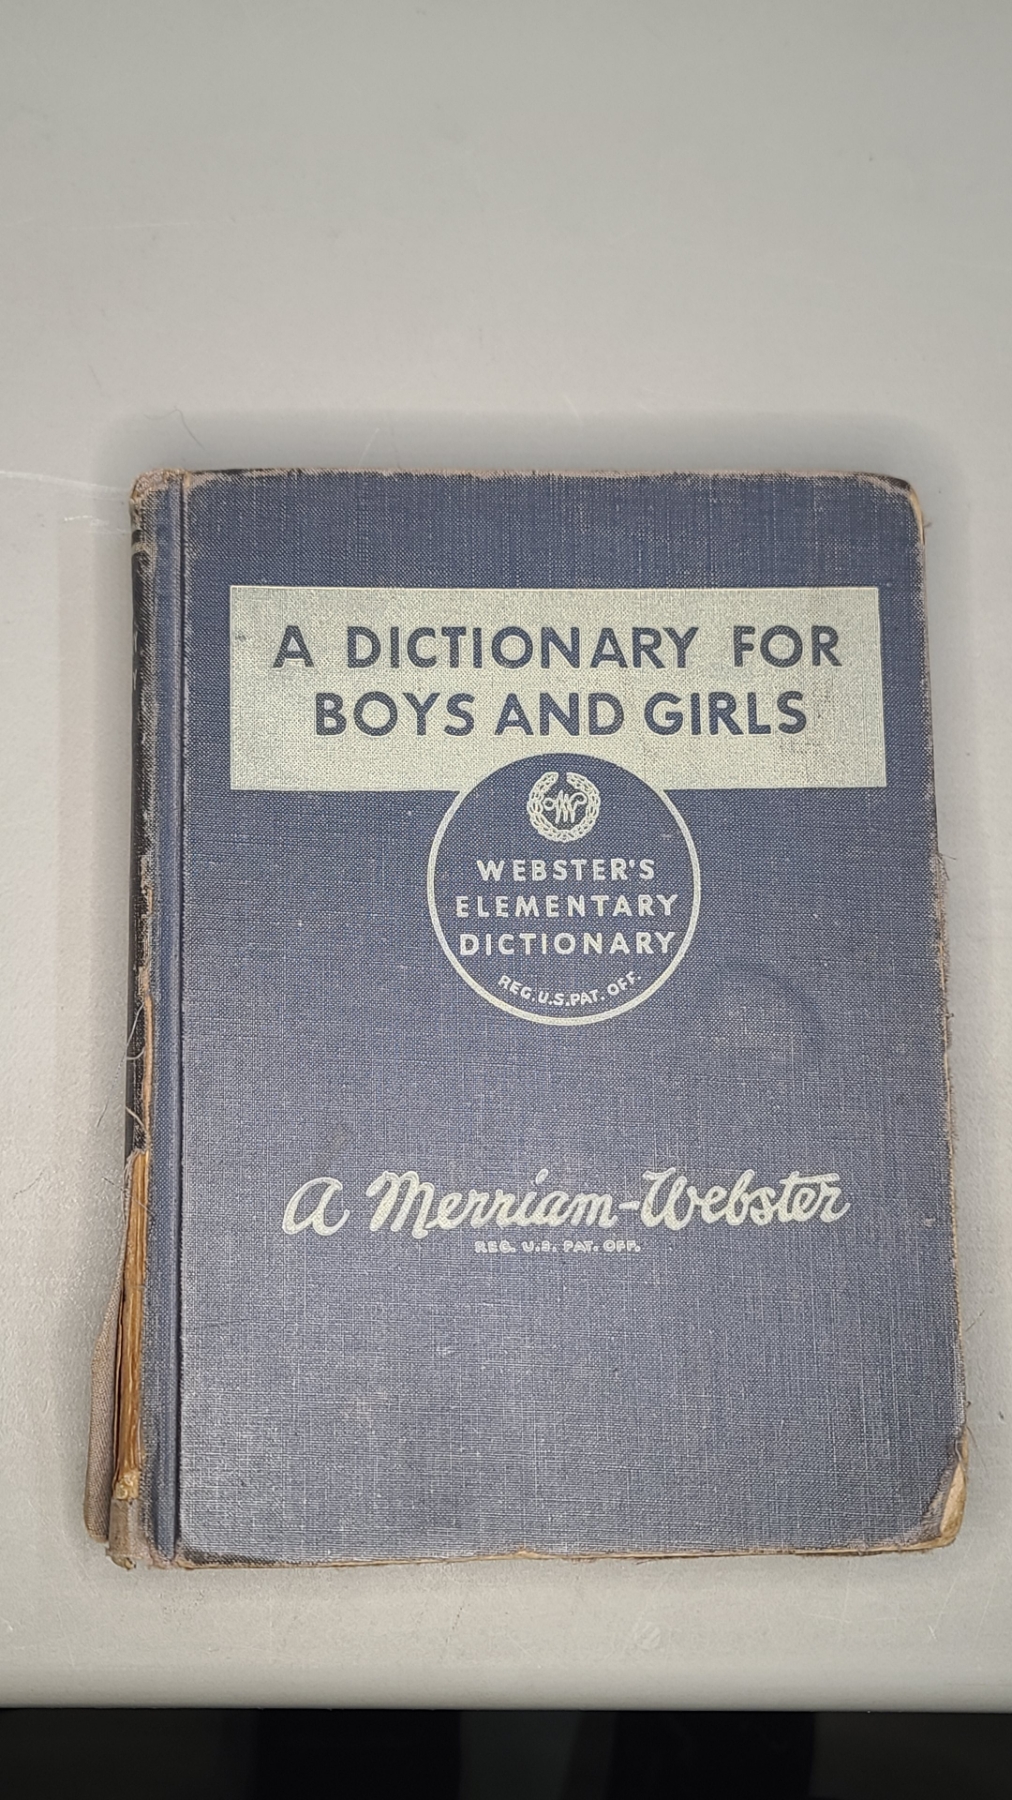 A DICTIONARY FOR
BOYS AND GIRLS
W
WEBSTER'S
ELEMENTARY
DICTIONARY
REG. U.S. PAT. OFF.
a Merriam-Webster
REG. U.S. PAT. OFF.